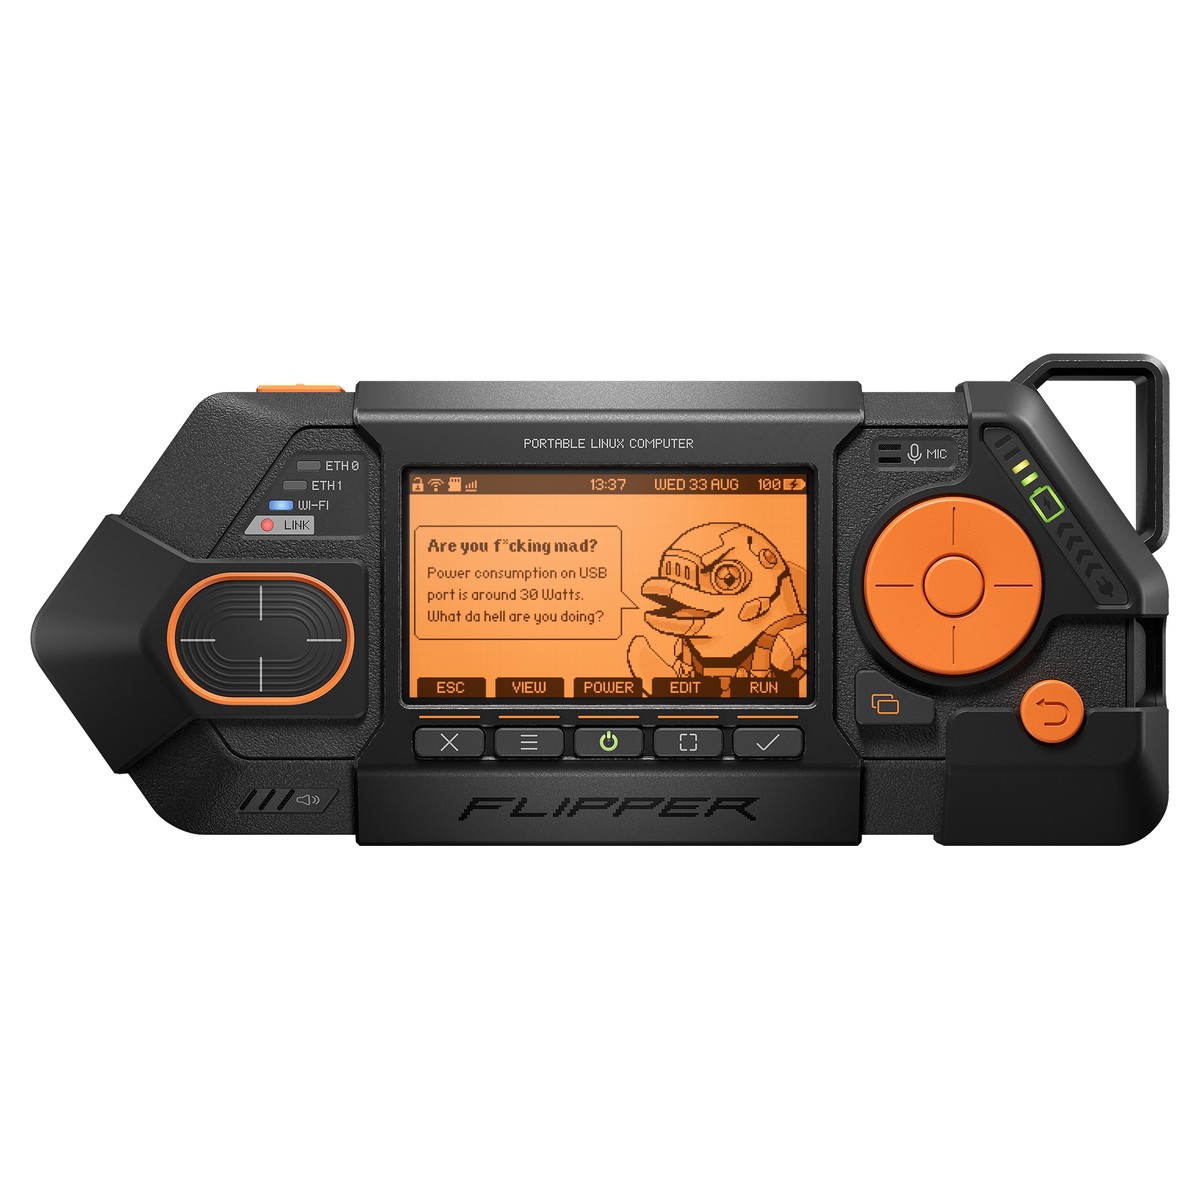 PORTABLE LINUX COMPUTER
ETH 0
ETH 1
WI-FI
LINK
MIC
13:37 WED 33 AUG 100
Are you f*cking mad?
Power consumption on USB
port is around 30 Watts.
What da hell are you doing?
ESC VIEW POWER EDIT RUN
FLIPPER